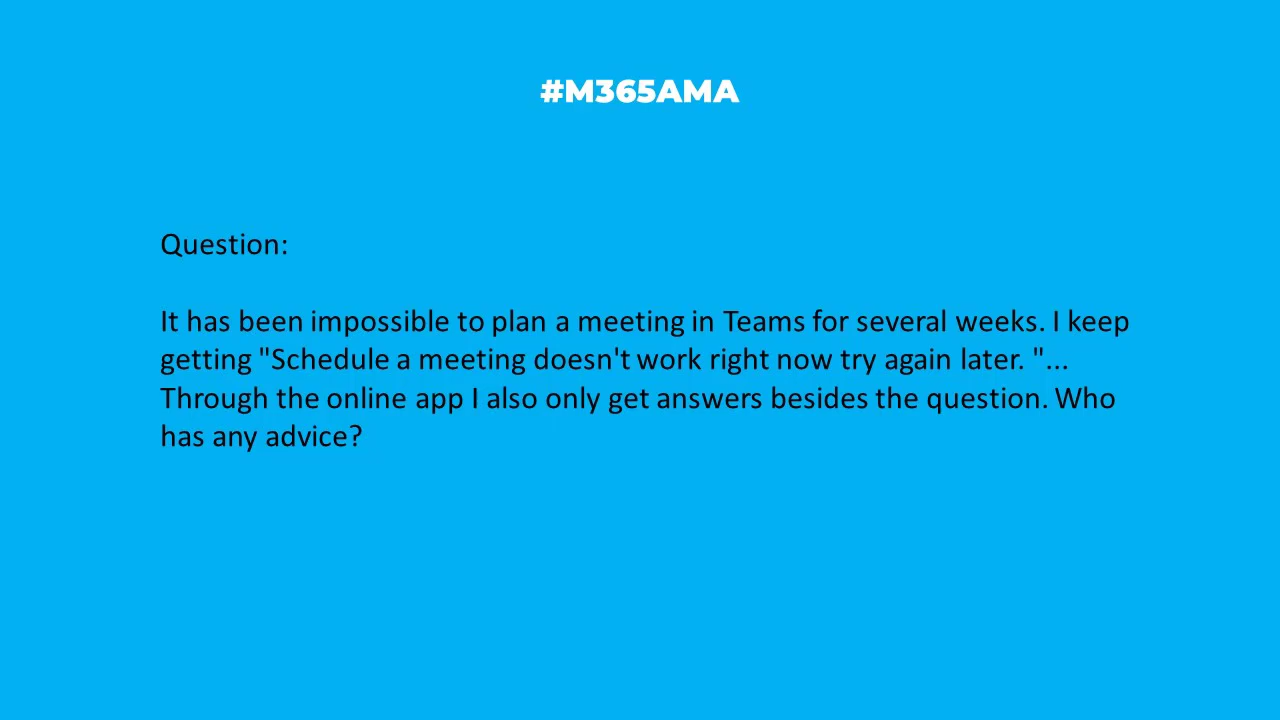 #M365AMA
Question:
It has been impossible to plan a meeting in Teams for several weeks. I keep
getting "Schedule a meeting doesn't work right now try again later. "...
Through the online app I also only get answers besides the question. Who
has any advice?